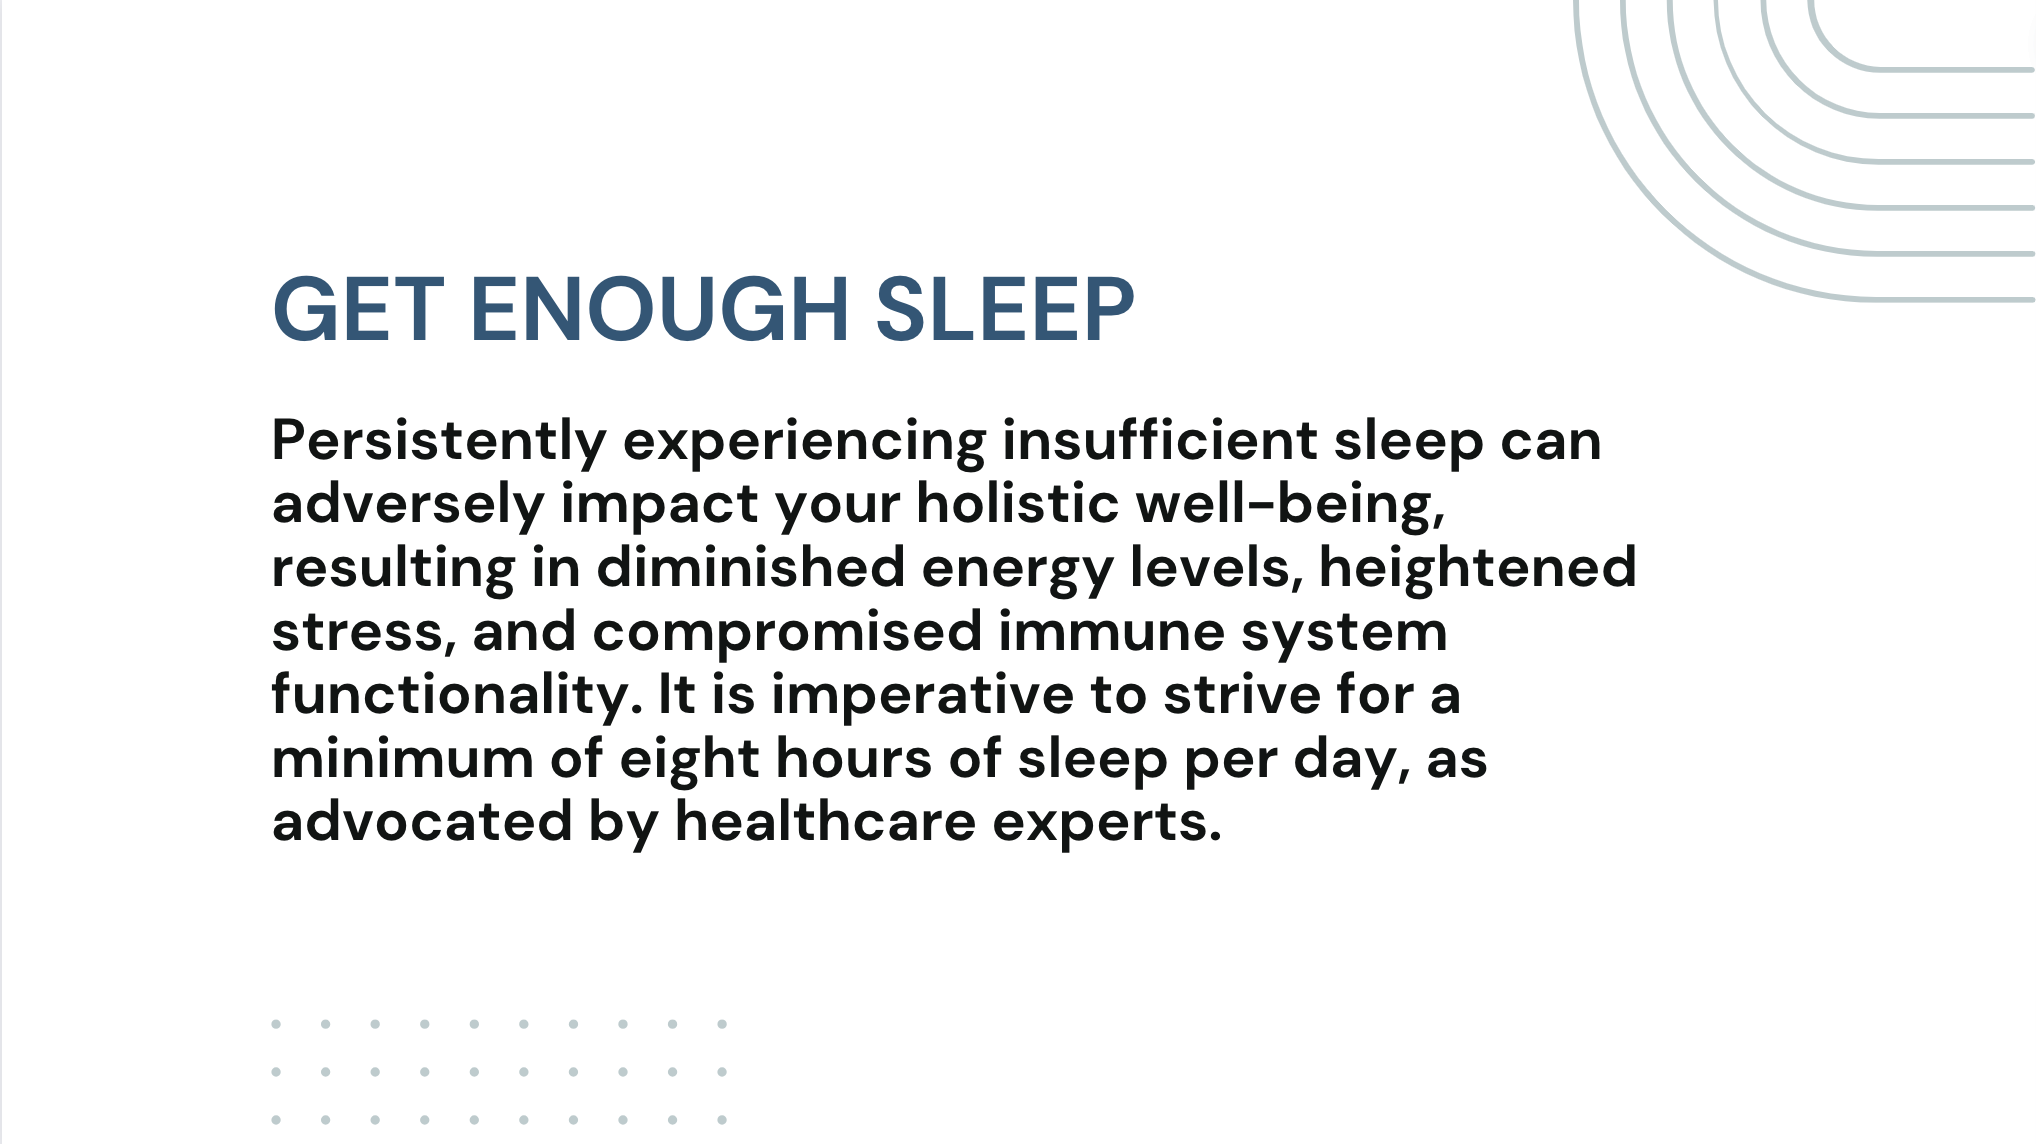 GET ENOUGH SLEEP
Persistently experiencing insufficient sleep can
adversely impact your holistic well-being,
resulting in diminished energy levels, heightened
stress, and compromised immune system
functionality. It is imperative to strive for a
minimum of eight hours of sleep per day, as
advocated by healthcare experts.